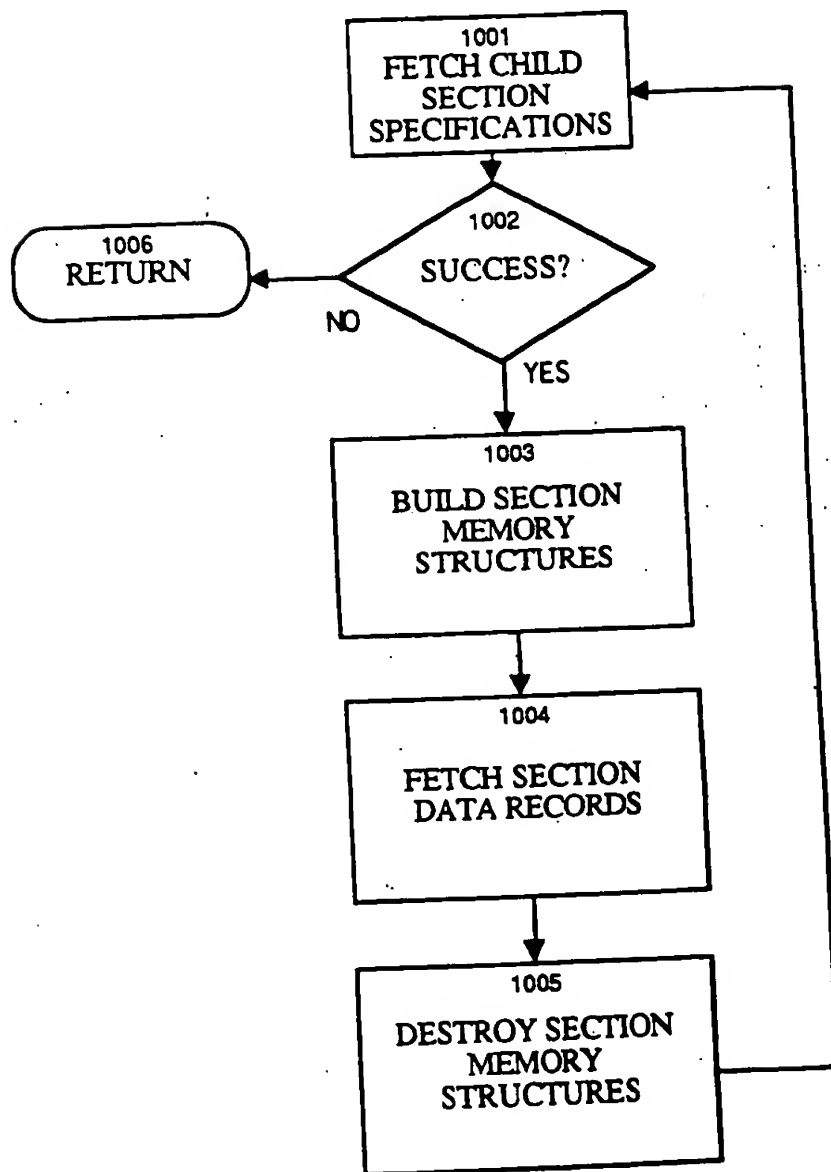 1001
FETCH CHILD
SECTION
SPECIFICATIONS
1002
SUCCESS?
1006
RETURN
NO
YES
1003
BUILD SECTION
MEMORY
STRUCTURES
1004
FETCH SECTION
DATA RECORDS
1005
DESTROY SECTION
MEMORY
STRUCTURES